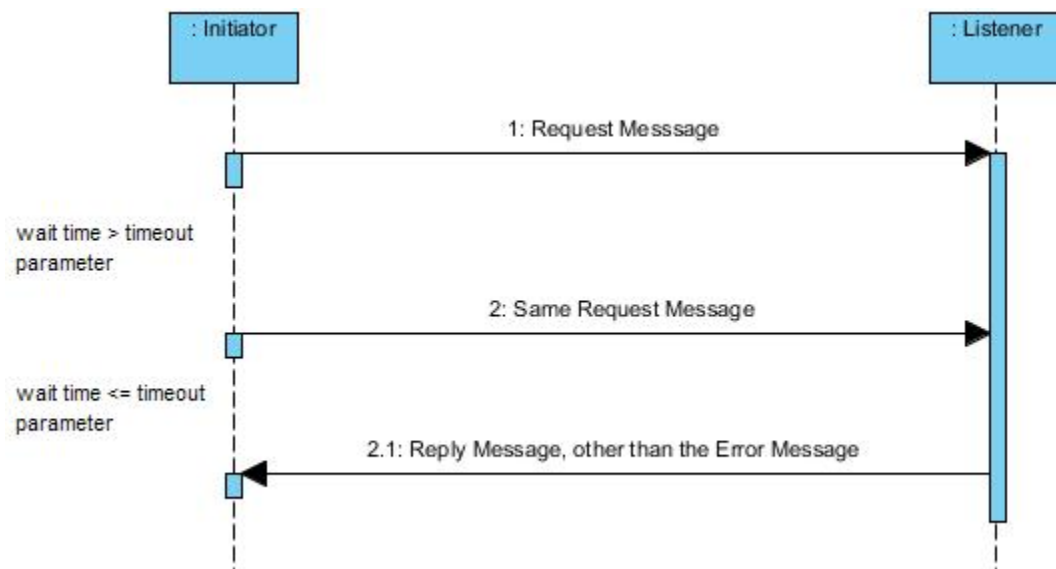 : Initiator
: Listener
1: Request Messsage
wait time > timeout
parameter
2: Same Request Message
wait time <= timeout
parameter
2.1: Reply Message, other than the Error Message